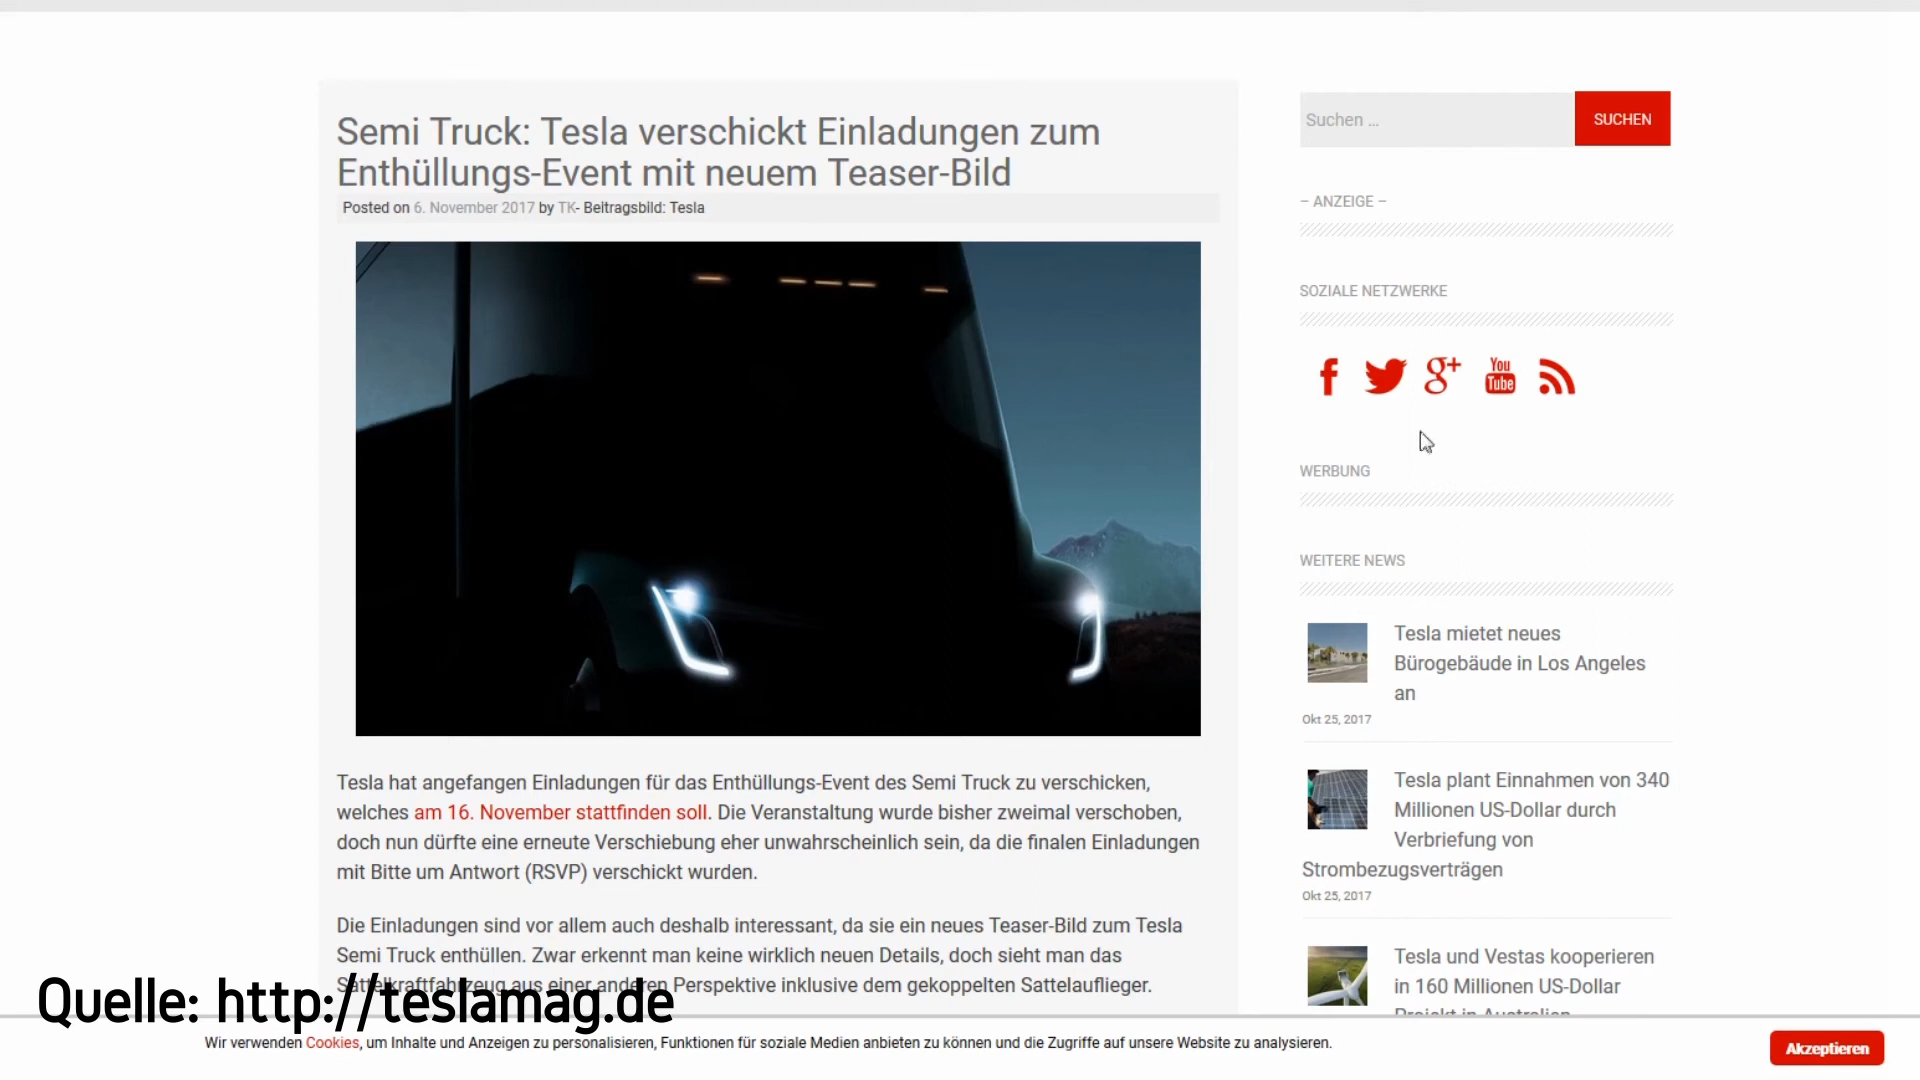 Semi Truck: Tesla verschickt Einladungen zum
Enthüllungs-Event mit neuem Teaser-Bild
Posted on 6. November 2017 by TK- Beitragsbild: Tesla
Tesla hat angefangen Einladungen für das Enthüllungs-Event des Semi Truck zu verschicken,
welches am 16. November stattfinden soll. Die Veranstaltung wurde bisher zweimal verschoben,
doch nun dürfte eine erneute Verschiebung eher unwahrscheinlich sein, da die finalen Einladungen
mit Bitte um Antwort (RSVP) verschickt wurden.
Die Einladungen sind vor allem auch deshalb interessant, da sie ein neues Teaser-Bild zum Tesla
Semi Truck enthüllen. Zwar erkennt man keine wirklich neuen Details, doch sieht man das
Sattelkraftfahrzeug aus einer anderen Perspektive inklusive dem gekoppelten Sattelauflieger.
Suchen ...
SUCHEN
– ANZEIGE –
SOZIALE NETZWERKE
f
g+
You
Tube
WERBUNG
WEITERE NEWS
Tesla mietet neues
Bürogebäude in Los Angeles
an
Okt 25, 2017
Tesla plant Einnahmen von 340
Millionen US-Dollar durch
Verbriefung von
Strombezugsverträgen
Okt 25, 2017
Tesla und Vestas kooperieren
in 160 Millionen US-Dollar
Projekt in Australien
Quelle: http://teslamag.de
Wir verwenden Cookies, um Inhalte und Anzeigen zu personalisieren, Funktionen für soziale Medien anbieten zu können und die Zugriffe auf unsere Website zu analysieren.
Akzeptieren